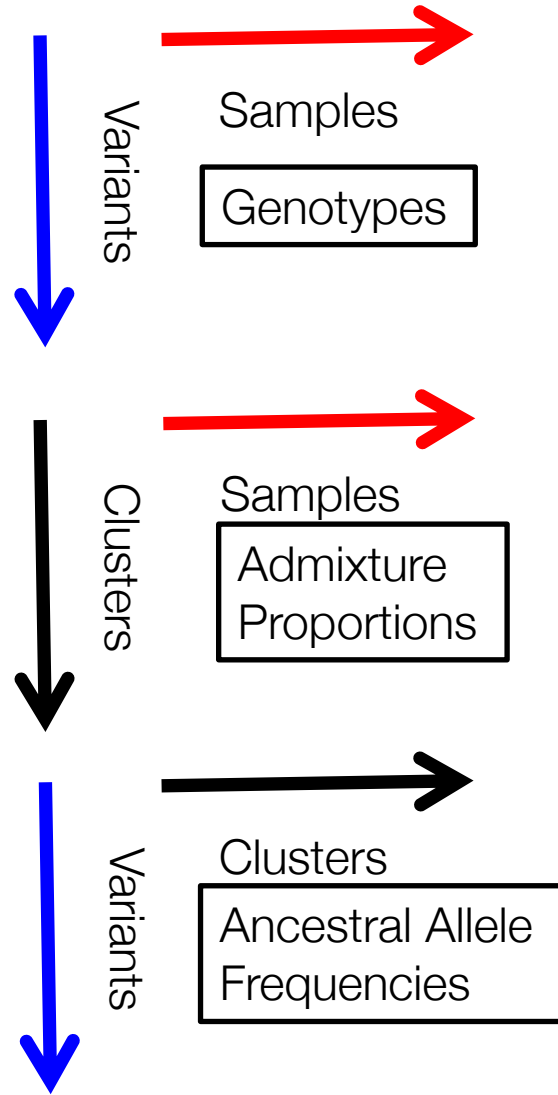 Variants
Samples
Genotypes
Clusters
Samples
Admixture
Proportions
Variants
Clusters
Ancestral Allele
Frequencies